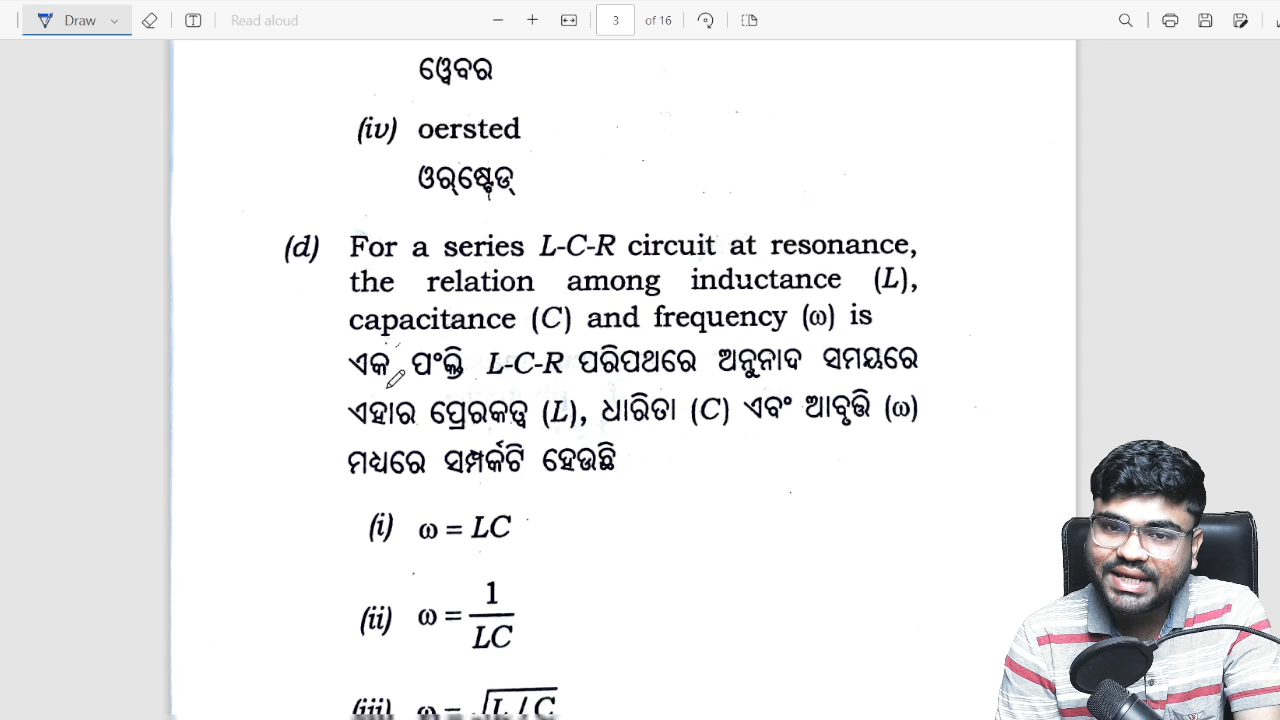 Draw
Read aloud
3 of 16
ୱେବର
(iv) oersted
ଓର୍‌ଷ୍ଟେଡ୍
(d) For a series L-C-R circuit at resonance,
the relation among inductance (L),
capacitance (C) and frequency (ω) is
ଏକ ପଂକ୍ତି L-C-R ପରିପଥରେ ଅନୁନାଦ ସମୟରେ
ଏହାର ପ୍ରେରକତ୍ୱ (L), ଧାରିତା (C) ଏବଂ ଆବୃତ୍ତି (ω)
ମଧ୍ୟରେ ସମ୍ପର୍କଟି ହେଉଛି
(i) ω = LC
(ii) ω = 1
LC
(iii) ω = √L / C